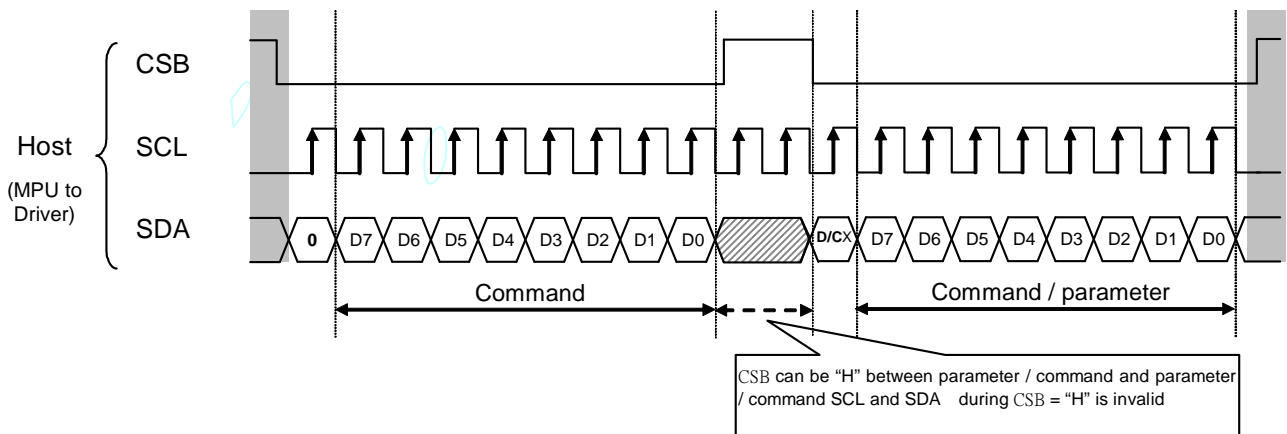 CSB
Host
SCL
(MPU to
Driver)
SDA
0 D7 D6 D5 D4 D3 D2 D1 D0 D/CX D7 D6 D5 D4 D3 D2 D1 D0
Command
Command / parameter
CSB can be “H” between parameter / command and parameter
/ command SCL and SDA during CSB = “H” is invalid